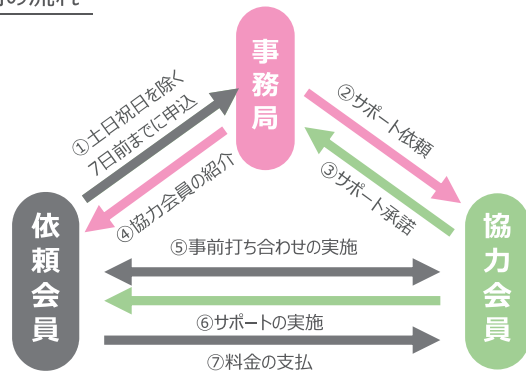 の流れ
事務局
①土日祝日を除く
7日前までに申込
②サポート依頼
③サポート承諾
④協力会員の紹介
依頼会員
協力会員
⑤事前打ち合わせの実施
⑥サポートの実施
⑦料金の支払